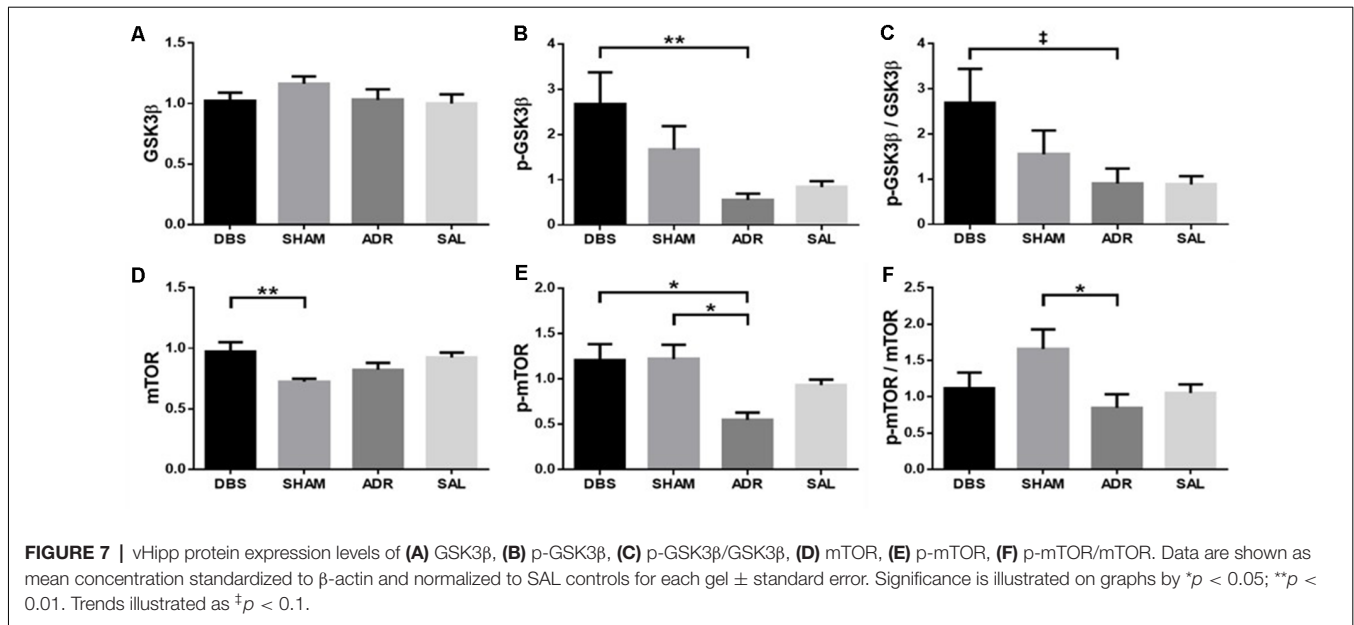 A
GSK3β
1.5
1.0
0.5
0.0
DBS SHAM ADR SAL
B
p-GSK3β
4
3
2
1
0
**
DBS SHAM ADR SAL
C
p-GSK3β / GSK3β
4
3
2
1
0
‡
DBS SHAM ADR SAL
D
mTOR
1.5
1.0
0.5
0.0
**
DBS SHAM ADR SAL
E
p-mTOR
2.0
1.5
1.0
0.5
0.0
*
*
DBS SHAM ADR SAL
F
p-mTOR / mTOR
2.5
2.0
1.5
1.0
0.5
0.0
*
DBS SHAM ADR SAL
FIGURE 7 | vHipp protein expression levels of (A) GSK3β, (B) p-GSK3β, (C) p-GSK3β/GSK3β, (D) mTOR, (E) p-mTOR, (F) p-mTOR/mTOR. Data are shown as
mean concentration standardized to β-actin and normalized to SAL controls for each gel ± standard error. Significance is illustrated on graphs by *p < 0.05; **p <
0.01. Trends illustrated as ‡p < 0.1.